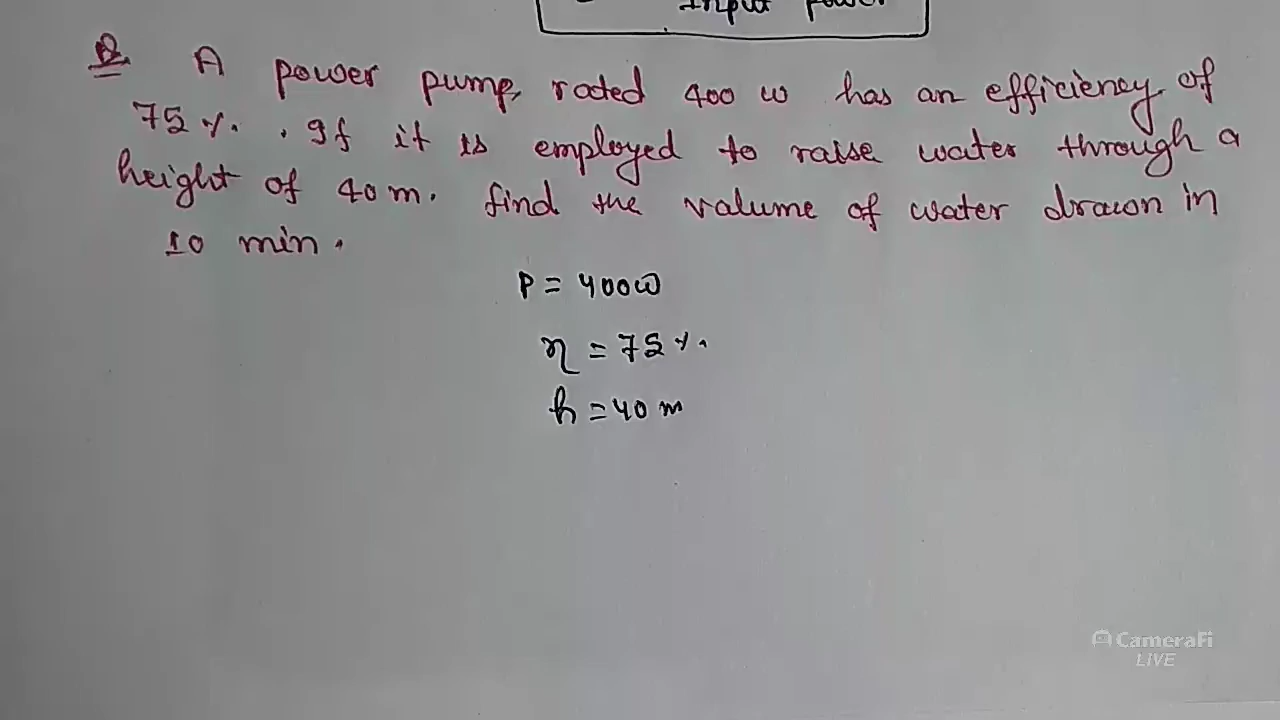 Input power
Q A power pump, rated 400 w has an efficiency of
75 %. . If it is employed to raise water through a
height of 40 m. find the valume of water drawn in
10 min.
P = 400w
η = 75 %.
h = 40 m
CameraFi
LIVE